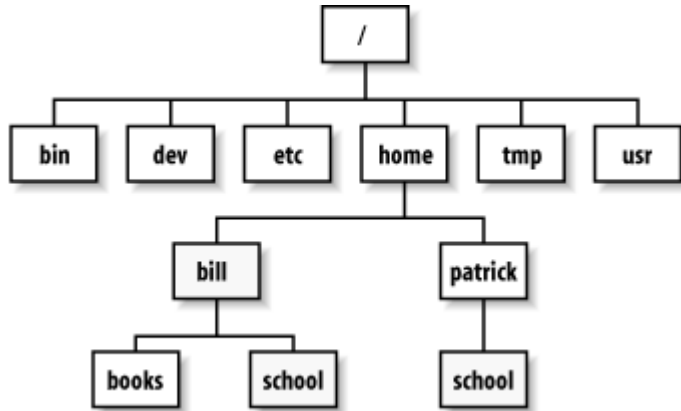 /
bin dev etc home tmp usr
bill patrick
books school school